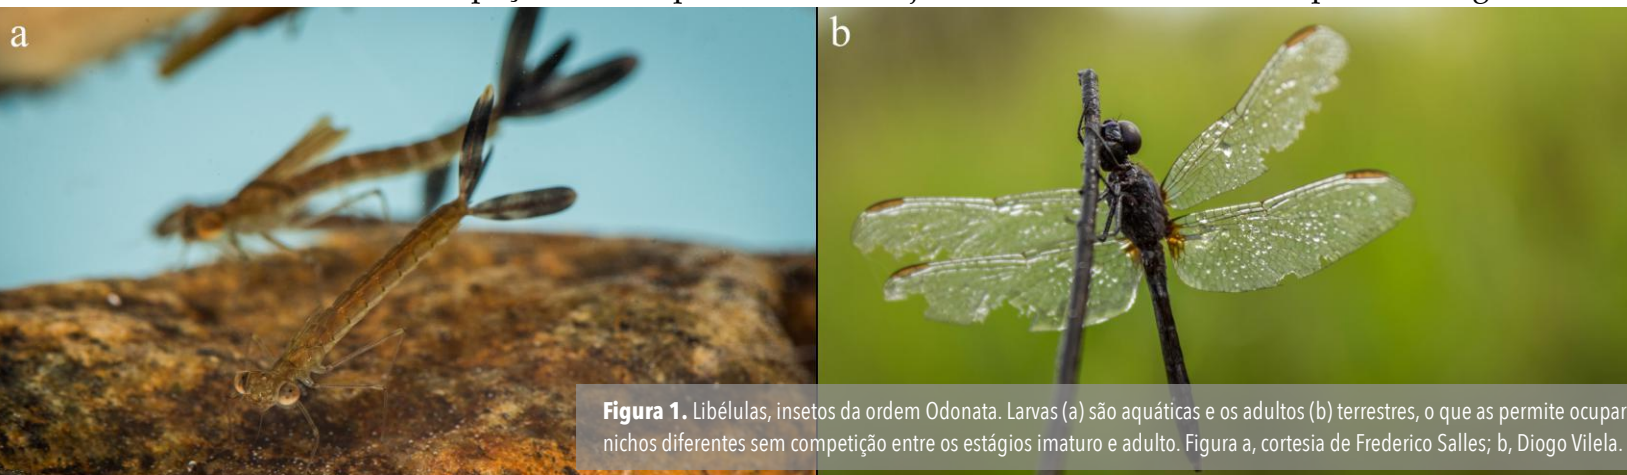 a
b
Figura 1. Libélulas, insetos da ordem Odonata. Larvas (a) são aquáticas e os adultos (b) terrestres, o que as permite ocupar
nichos diferentes sem competição entre os estágios imaturo e adulto. Figura a, cortesia de Frederico Salles; b, Diogo Vilela.